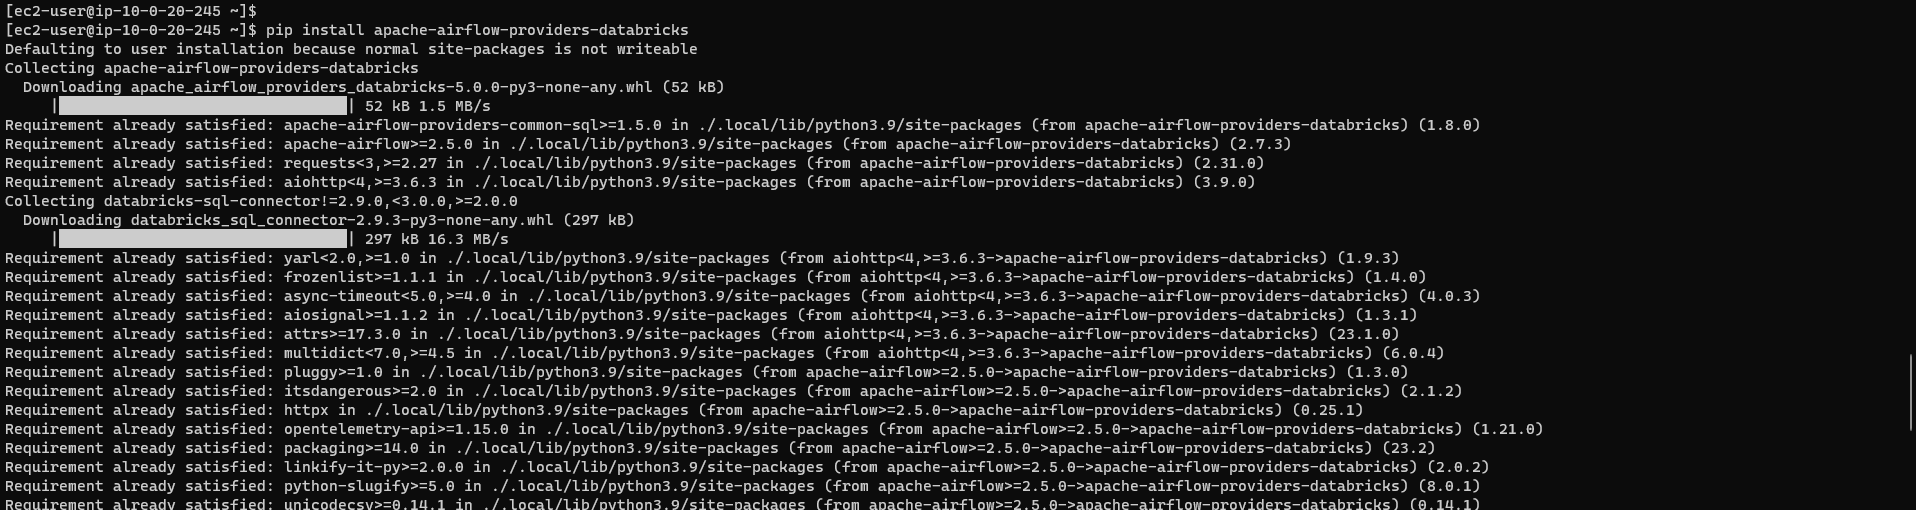 [ec2-user@ip-10-0-20-245 ~]$
[ec2-user@ip-10-0-20-245 ~]$ pip install apache-airflow-providers-databricks
Defaulting to user installation because normal site-packages is not writeable
Collecting apache-airflow-providers-databricks
  Downloading apache_airflow_providers_databricks-5.0.0-py3-none-any.whl (52 kB)
     |████████████████████████████████| 52 kB 1.5 MB/s
Requirement already satisfied: apache-airflow-providers-common-sql>=1.5.0 in ./.local/lib/python3.9/site-packages (from apache-airflow-providers-databricks) (1.8.0)
Requirement already satisfied: apache-airflow>=2.5.0 in ./.local/lib/python3.9/site-packages (from apache-airflow-providers-databricks) (2.7.3)
Requirement already satisfied: requests<3,>=2.27 in ./.local/lib/python3.9/site-packages (from apache-airflow-providers-databricks) (2.31.0)
Requirement already satisfied: aiohttp<4,>=3.6.3 in ./.local/lib/python3.9/site-packages (from apache-airflow-providers-databricks) (3.9.0)
Collecting databricks-sql-connector!=2.9.0,<3.0.0,>=2.0.0
  Downloading databricks_sql_connector-2.9.3-py3-none-any.whl (297 kB)
     |████████████████████████████████| 297 kB 16.3 MB/s
Requirement already satisfied: yarl<2.0,>=1.0 in ./.local/lib/python3.9/site-packages (from aiohttp<4,>=3.6.3->apache-airflow-providers-databricks) (1.9.3)
Requirement already satisfied: frozenlist>=1.1.1 in ./.local/lib/python3.9/site-packages (from aiohttp<4,>=3.6.3->apache-airflow-providers-databricks) (1.4.0)
Requirement already satisfied: async-timeout<5.0,>=4.0 in ./.local/lib/python3.9/site-packages (from aiohttp<4,>=3.6.3->apache-airflow-providers-databricks) (4.0.3)
Requirement already satisfied: aiosignal>=1.1.2 in ./.local/lib/python3.9/site-packages (from aiohttp<4,>=3.6.3->apache-airflow-providers-databricks) (1.3.1)
Requirement already satisfied: attrs>=17.3.0 in ./.local/lib/python3.9/site-packages (from aiohttp<4,>=3.6.3->apache-airflow-providers-databricks) (23.1.0)
Requirement already satisfied: multidict<7.0,>=4.5 in ./.local/lib/python3.9/site-packages (from aiohttp<4,>=3.6.3->apache-airflow-providers-databricks) (6.0.4)
Requirement already satisfied: pluggy>=1.0 in ./.local/lib/python3.9/site-packages (from apache-airflow>=2.5.0->apache-airflow-providers-databricks) (1.3.0)
Requirement already satisfied: itsdangerous>=2.0 in ./.local/lib/python3.9/site-packages (from apache-airflow>=2.5.0->apache-airflow-providers-databricks) (2.1.2)
Requirement already satisfied: httpx in ./.local/lib/python3.9/site-packages (from apache-airflow>=2.5.0->apache-airflow-providers-databricks) (0.25.1)
Requirement already satisfied: opentelemetry-api>=1.15.0 in ./.local/lib/python3.9/site-packages (from apache-airflow>=2.5.0->apache-airflow-providers-databricks) (1.21.0)
Requirement already satisfied: packaging>=14.0 in ./.local/lib/python3.9/site-packages (from apache-airflow>=2.5.0->apache-airflow-providers-databricks) (23.2)
Requirement already satisfied: linkify-it-py>=2.0.0 in ./.local/lib/python3.9/site-packages (from apache-airflow>=2.5.0->apache-airflow-providers-databricks) (2.0.2)
Requirement already satisfied: python-slugify>=5.0 in ./.local/lib/python3.9/site-packages (from apache-airflow>=2.5.0->apache-airflow-providers-databricks) (8.0.1)
Requirement already satisfied: unicodecsv>=0.14.1 in ./.local/lib/python3.9/site-packages (from apache-airflow>=2.5.0->apache-airflow-providers-databricks) (0.14.1)